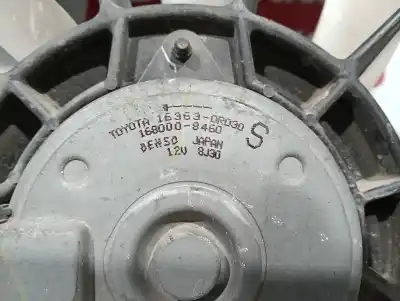 TOYOTA 16363-0R030
168000-8460
DENSO JAPAN
12V 8J30
S